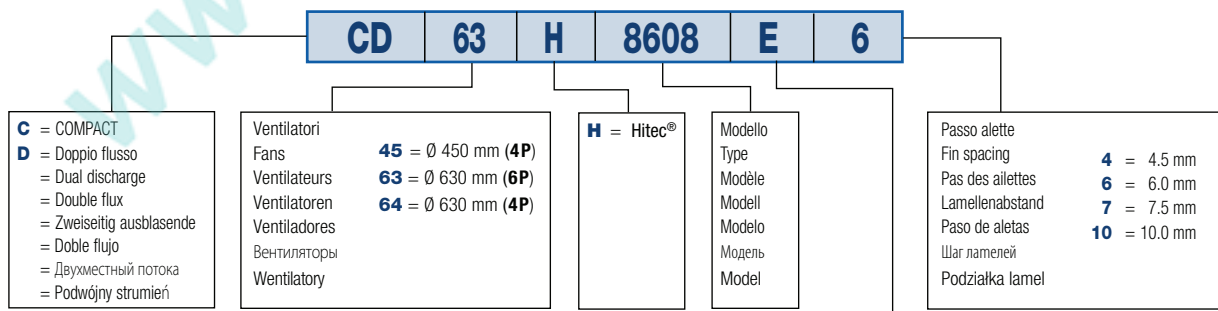 CD 63 H 8608 E 6
C = COMPACT
D = Doppio flusso
= Dual discharge
= Double flux
= Zweiseitig ausblasende
= Doble flujo
= Двухместный потока
= Podwójny strumień
Ventilatori
Fans
Ventilateurs
Ventilatoren
Ventiladores
Вентиляторы
Wentylatory
45 = Ø 450 mm (4P)
63 = Ø 630 mm (6P)
64 = Ø 630 mm (4P)
H = Hitec®
Modello
Type
Modèle
Modell
Modelo
Модель
Model
Passo alette
Fin spacing
Pas des ailettes
Lamellenabstand
Paso de aletas
Шаг ламелей
Podziałka lamel
4 = 4.5 mm
6 = 6.0 mm
7 = 7.5 mm
10 = 10.0 mm